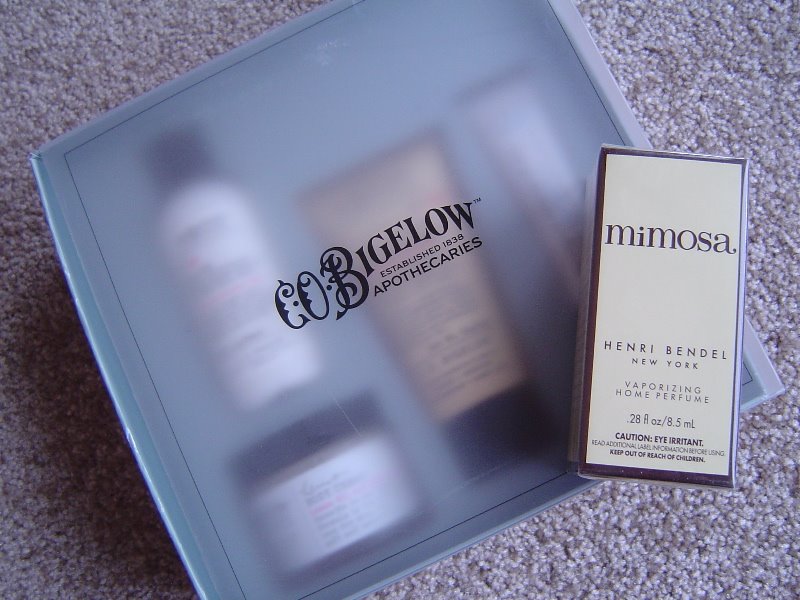 C.O. BIGELOW™
ESTABLISHED 1838
APOTHECARIES
mimosa
HENRI BENDEL
NEW YORK
VAPORIZING
HOME PERFUME
.28 fl oz/8.5 mL
CAUTION: EYE IRRITANT.
READ ADDITIONAL LABEL INFORMATION BEFORE USING.
KEEP OUT OF REACH OF CHILDREN.